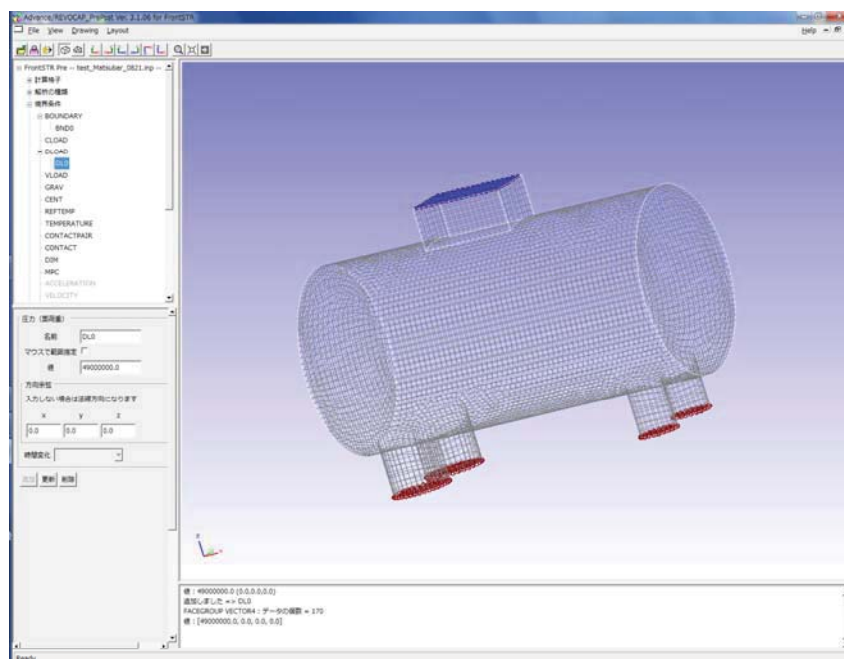 Advance/REVOCAP_PrePost Ver. 2.1.06 for FrontSTR
File View Drawing Layout Help
FrontSTR Pre -- test_Matsubar_0821.inp --
計算格子
解析の種類
境界条件
BOUNDARY
BND0
CLOAD
DLOAD
DL0
VLOAD
GRAV
CENT
REFTEMP
TEMPERATURE
CONTACTPAIR
CONTACT
DIM
MPC
ACCELERATION
VELOCITY
圧力（面荷重）
名前 DL0
マウスで範囲指定
値 49000000.0
方向余弦
入力しない場合は法線方向になります
x y z
0.0 0.0 0.0
時間変化
追加 更新 削除
z
x
値 : 49000000.0 (0.0,0.0,0.0)
追加しました => DL0
FACEGROUP VECTOR4 : データの個数 = 170
値 : [49000000.0, 0.0, 0.0, 0.0]
Ready